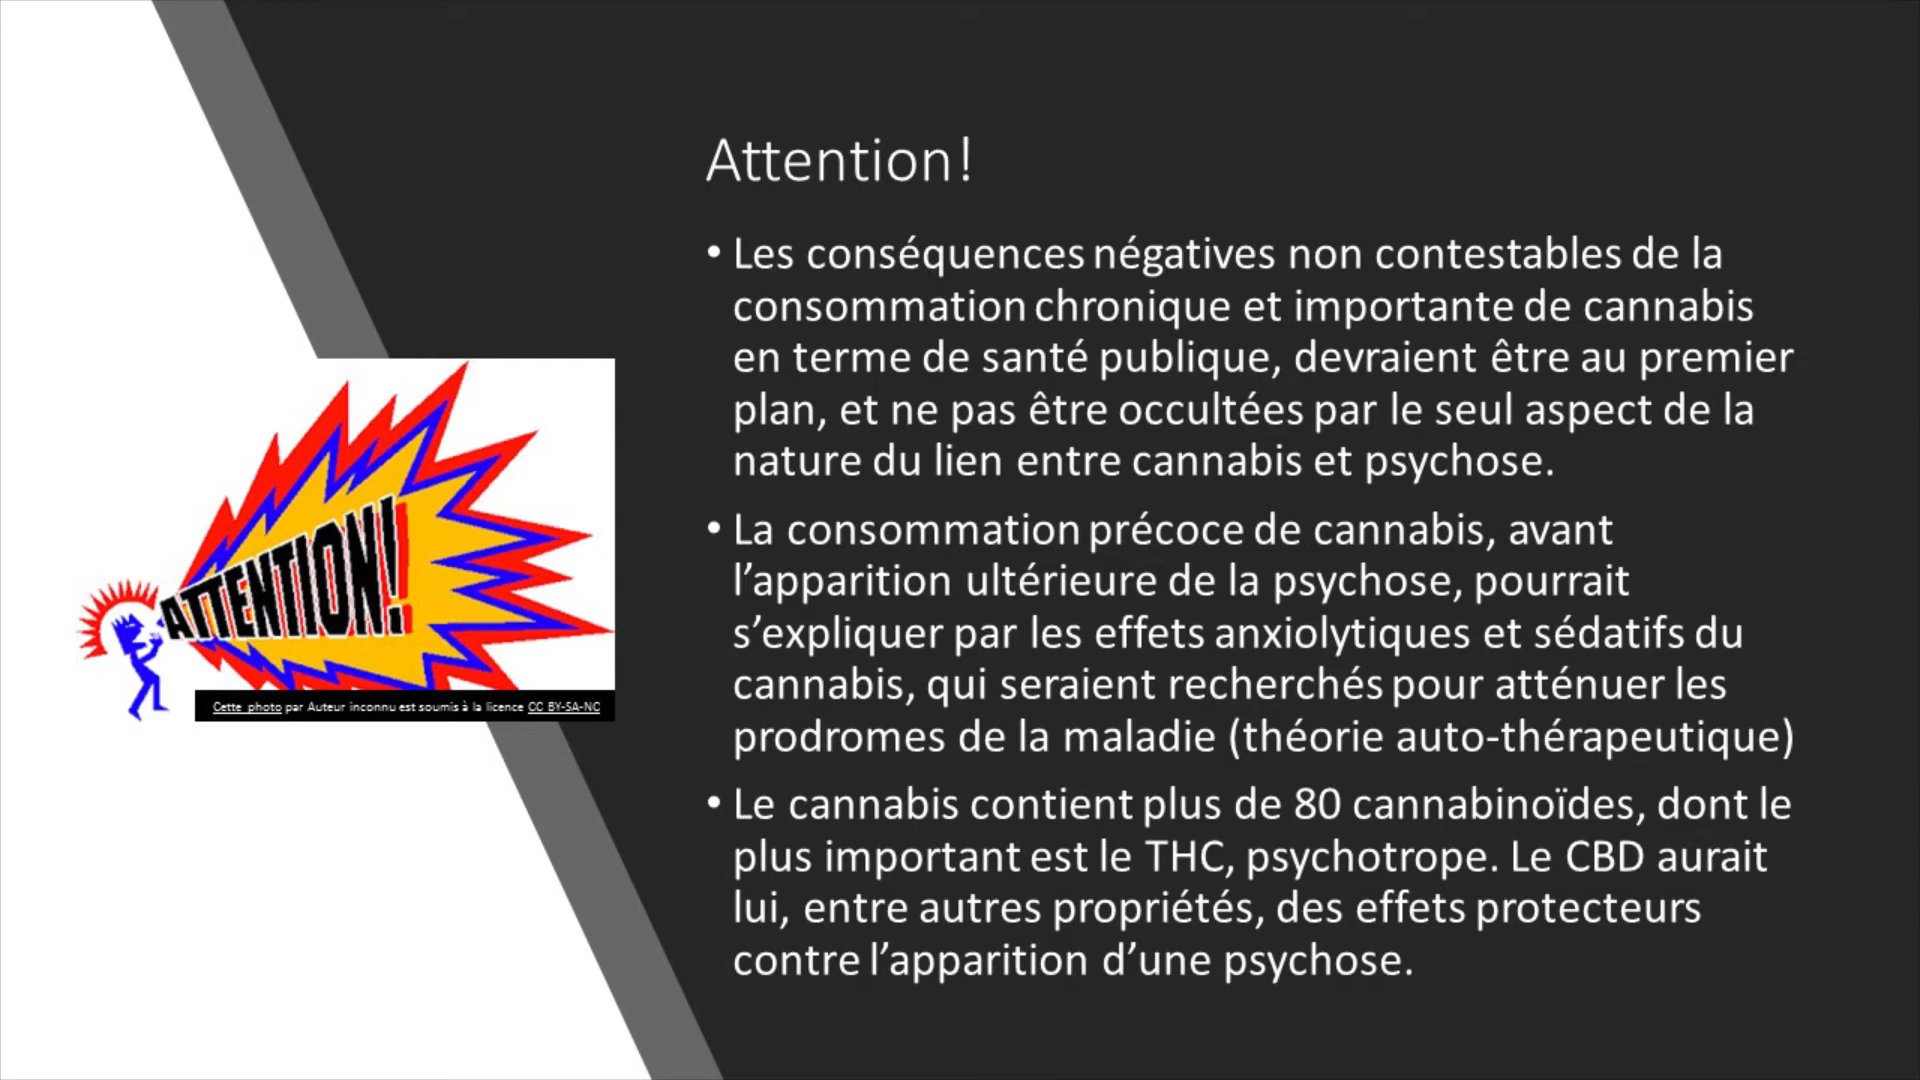 Attention!
• Les conséquences négatives non contestables de la
consommation chronique et importante de cannabis
en terme de santé publique, devraient être au premier
plan, et ne pas être occultées par le seul aspect de la
nature du lien entre cannabis et psychose.
• La consommation précoce de cannabis, avant
l’apparition ultérieure de la psychose, pourrait
s’expliquer par les effets anxiolytiques et sédatifs du
cannabis, qui seraient recherchés pour atténuer les
prodromes de la maladie (théorie auto-thérapeutique)
• Le cannabis contient plus de 80 cannabinoïdes, dont le
plus important est le THC, psychotrope. Le CBD aurait
lui, entre autres propriétés, des effets protecteurs
contre l’apparition d’une psychose.
ATTENTION!
Cette photo par Auteur inconnu est soumis à la licence CC BY-SA-NC